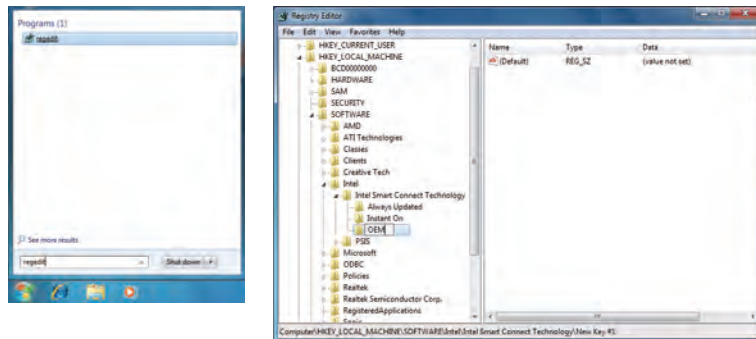 Programs (1)
regedit
See more results
regedit
Shut down
Registry Editor
File Edit View Favorites Help
HKEY_CURRENT_USER
HKEY_LOCAL_MACHINE
BCD00000000
HARDWARE
SAM
SECURITY
SOFTWARE
AMD
ATI Technologies
Classes
Clients
Creative Tech
Intel
Intel Smart Connect Technology
Always Updated
Instant On
OEM
PSIS
Microsoft
ODBC
Policies
Realtek
Realtek Semiconductor Corp.
RegisteredApplications
Name Type Data
(Default) REG_SZ (value not set)
Computer\HKEY_LOCAL_MACHINE\SOFTWARE\Intel\Intel Smart Connect Technology\New Key #1